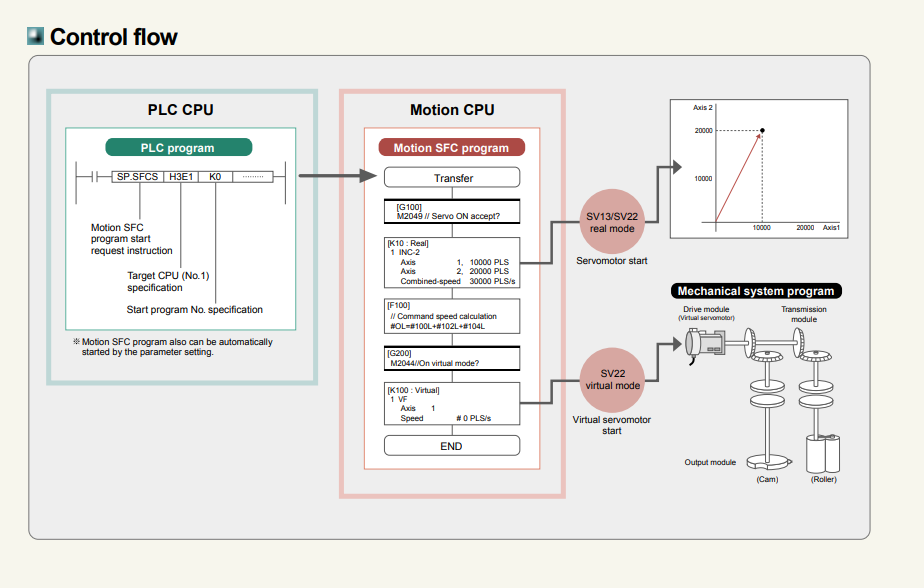 Control flow
PLC CPU
PLC program
SP.SFCS H3E1 K0 ·········
Motion SFC
program start
request instruction
Target CPU (No.1)
specification
Start program No. specification
※ Motion SFC program also can be automatically
started by the parameter setting.
Motion CPU
Motion SFC program
Transfer
[G100]
M2049 // Servo ON accept?
[K10 : Real]
1 INC-2
Axis 1, 10000 PLS
Axis 2, 20000 PLS
Combined-speed 30000 PLS/s
[F100]
// Command speed calculation
#OL=#100L+#102L+#104L
[G200]
M2044//On virtual mode?
[K100 : Virtual]
1 VF
Axis 1
Speed # 0 PLS/s
END
SV13/SV22
real mode
Servomotor start
SV22
virtual mode
Virtual servomotor
start
Axis 2
20000
10000
10000 20000 Axis1
Mechanical system program
Drive module
(Virtual servomotor)
Transmission
module
Output module
(Cam)
(Roller)